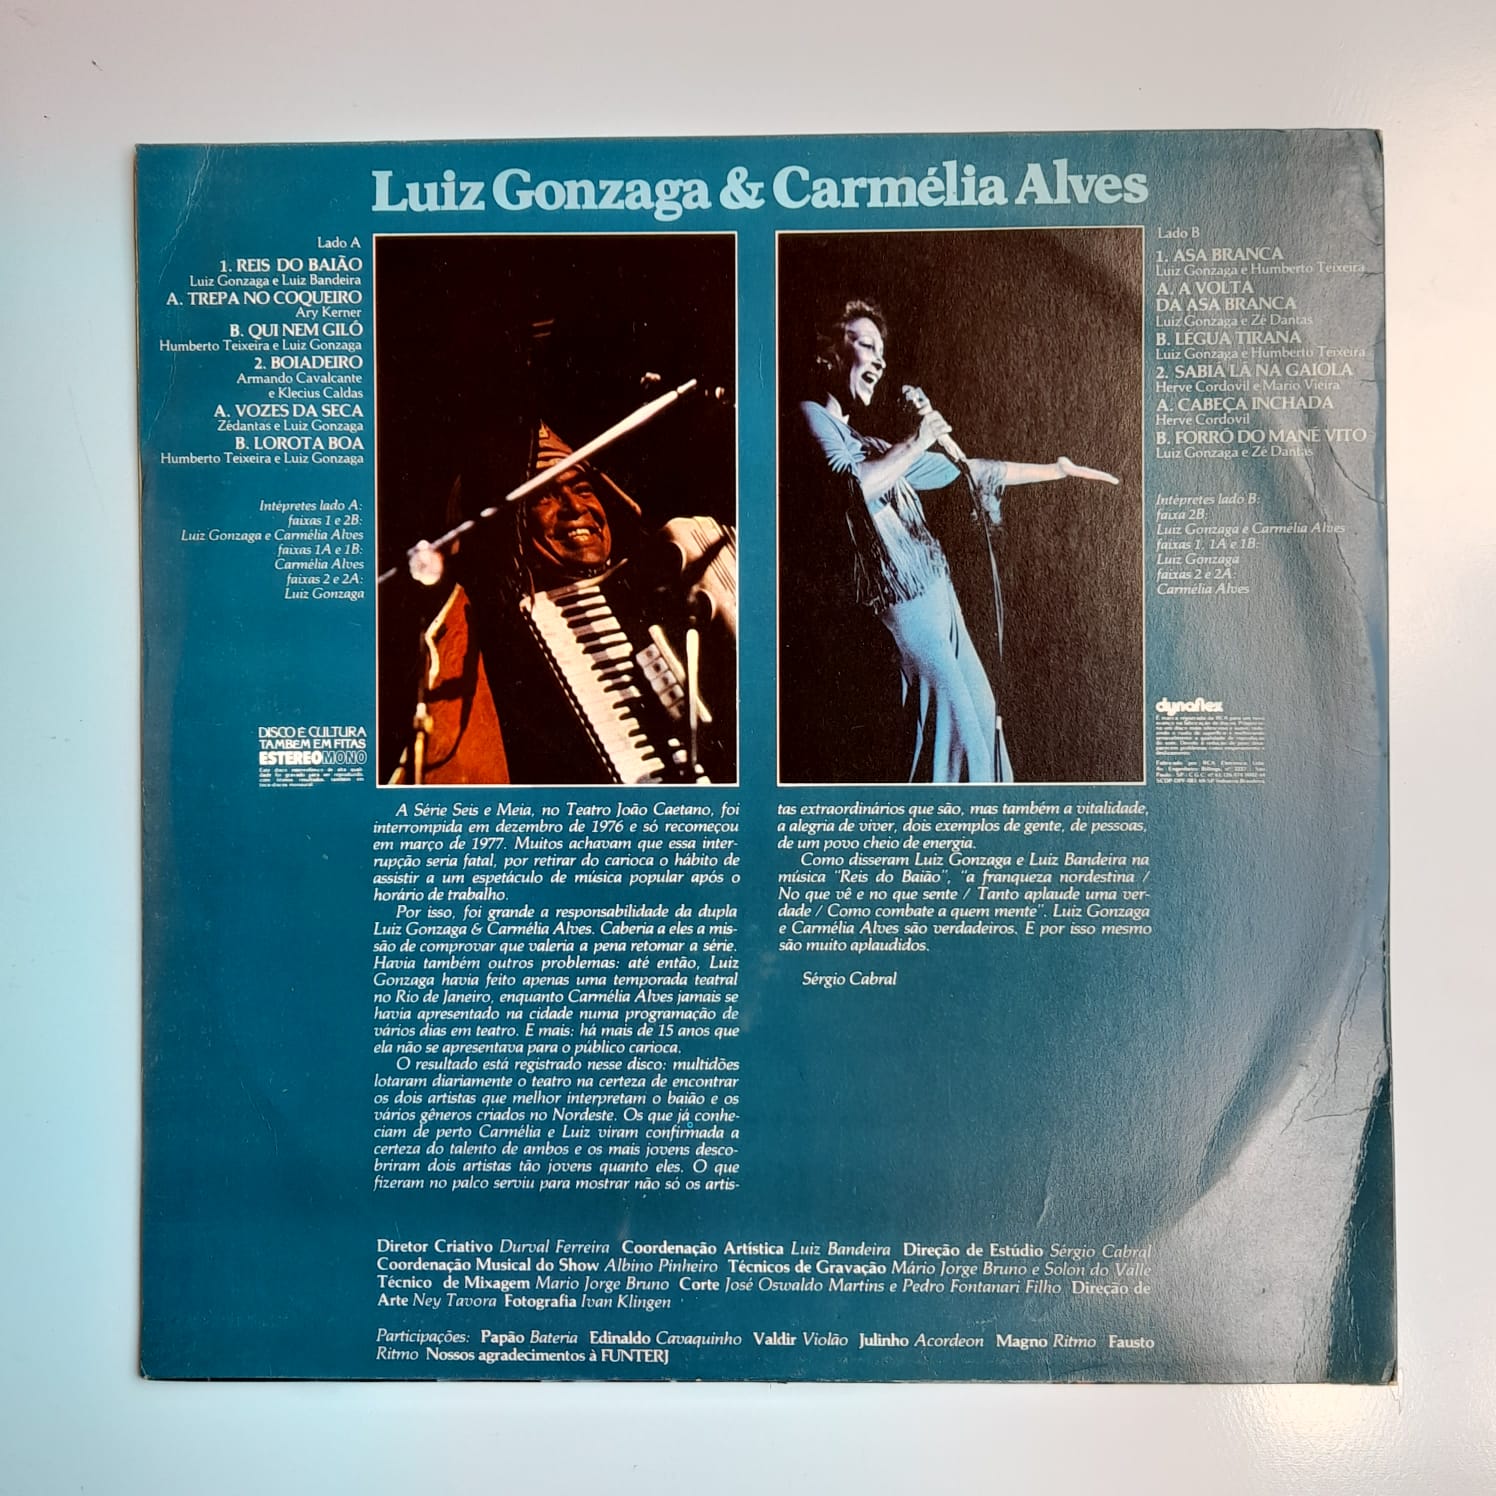 Luiz Gonzaga & Carmélia Alves
Lado A
1. REIS DO BAIÃO
Luiz Gonzaga e Luiz Bandeira
A. TREPA NO COQUEIRO
Ary Kerner
B. QUI NEM GILÓ
Humberto Teixeira e Luiz Gonzaga
2. BOIADEIRO
Armando Cavalcante
e Klecius Caldas
A. VOZES DA SECA
Zédantas e Luiz Gonzaga
B. LOROTA BOA
Humberto Teixeira e Luiz Gonzaga
Intépretes lado A:
faixas 1 e 2B:
Luiz Gonzaga e Carmélia Alves
faixas 1A e 1B:
Carmélia Alves
faixas 2 e 2A:
Luiz Gonzaga
DISCO É CULTURA
TAMBÉM EM FITAS
ESTEREO MONO
Lado B
1. ASA BRANCA
Luiz Gonzaga e Humberto Teixeira
A. A VOLTA
DA ASA BRANCA
Luiz Gonzaga e Zé Dantas
B. LÉGUA TIRANA
Luiz Gonzaga e Humberto Teixeira
2. SABIÁ LÁ NA GAIOLA
Herve Cordovil e Mario Vieira
A. CABEÇA INCHADA
Herve Cordovil
B. FORRÓ DO MANÉ VITO
Luiz Gonzaga e Zé Dantas
Intépretes lado B:
faixa 2B:
Luiz Gonzaga e Carmélia Alves
faixas 1, 1A e 1B:
Luiz Gonzaga
faixas 2 e 2A:
Carmélia Alves
dynaflex
A Série Seis e Meia, no Teatro João Caetano, foi
interrompida em dezembro de 1976 e só recomeçou
em março de 1977. Muitos achavam que essa inter-
rupção seria fatal, por retirar do carioca o hábito de
assistir a um espetáculo de música popular após o
horário de trabalho.
Por isso, foi grande a responsabilidade da dupla
Luiz Gonzaga & Carmélia Alves. Caberia a eles a mis-
são de comprovar que valeria a pena retomar a série.
Havia também outros problemas: até então, Luiz
Gonzaga havia feito apenas uma temporada teatral
no Rio de Janeiro, enquanto Carmélia Alves jamais se
havia apresentado na cidade numa programação de
vários dias em teatro. E mais: há mais de 15 anos que
ela não se apresentava para o público carioca.
O resultado está registrado nesse disco: multidões
lotaram diariamente o teatro na certeza de encontrar
os dois artistas que melhor interpretam o baião e os
vários gêneros criados no Nordeste. Os que já conhe-
ciam de perto Carmélia e Luiz viram confirmada a
certeza do talento de ambos e os mais jovens desco-
briram dois artistas tão jovens quanto eles. O que
fizeram no palco serviu para mostrar não só os artis-
tas extraordinários que são, mas também a vitalidade,
a alegria de viver, dois exemplos de gente, de pessoas,
de um povo cheio de energia.
Como disseram Luiz Gonzaga e Luiz Bandeira na
música "Reis do Baião", "a franqueza nordestina /
No que vê e no que sente / Tanto aplaude uma ver-
dade / Como combate a quem mente". Luiz Gonzaga
e Carmélia Alves são verdadeiros. E por isso mesmo
são muito aplaudidos.
Sérgio Cabral
Diretor Criativo Durval Ferreira Coordenação Artística Luiz Bandeira Direção de Estúdio Sérgio Cabral
Coordenação Musical do Show Albino Pinheiro Técnicos de Gravação Mário Jorge Bruno e Solon do Valle
Técnico de Mixagem Mario Jorge Bruno Corte José Oswaldo Martins e Pedro Fontanari Filho Direção de
Arte Ney Tavora Fotografia Ivan Klingen
Participações: Papão Bateria Edinaldo Cavaquinho Valdir Violão Julinho Acordeon Magno Ritmo Fausto
Ritmo Nossos agradecimentos à FUNTERJ